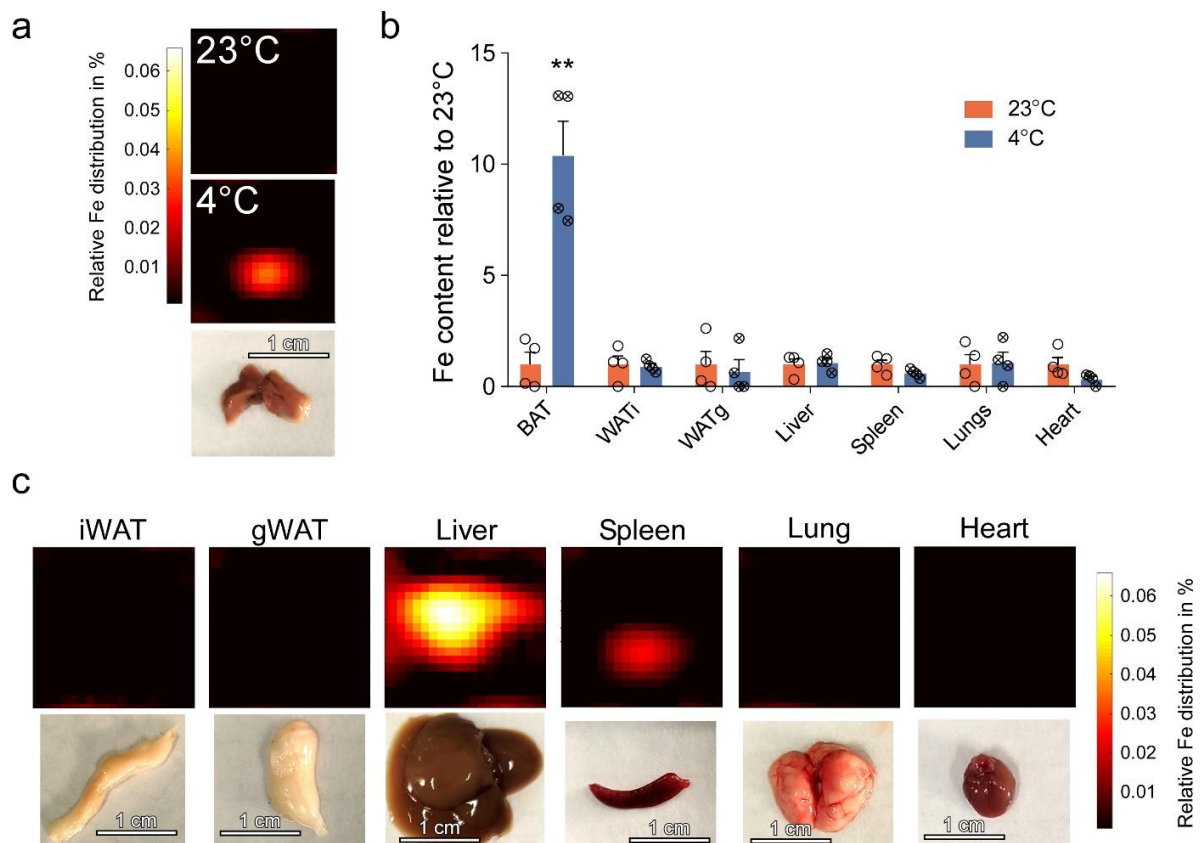 a
23°C
4°C
0.06
0.05
0.04
0.03
0.02
0.01
Relative Fe distribution in %
1 cm
b
15
10
5
0
Fe content relative to 23°C
**
23°C
4°C
BAT
WATi
WATg
Liver
Spleen
Lungs
Heart
c
iWAT
gWAT
Liver
Spleen
Lung
Heart
1 cm
1 cm
1 cm
1 cm
1 cm
1 cm
0.06
0.05
0.04
0.03
0.02
0.01
Relative Fe distribution in %